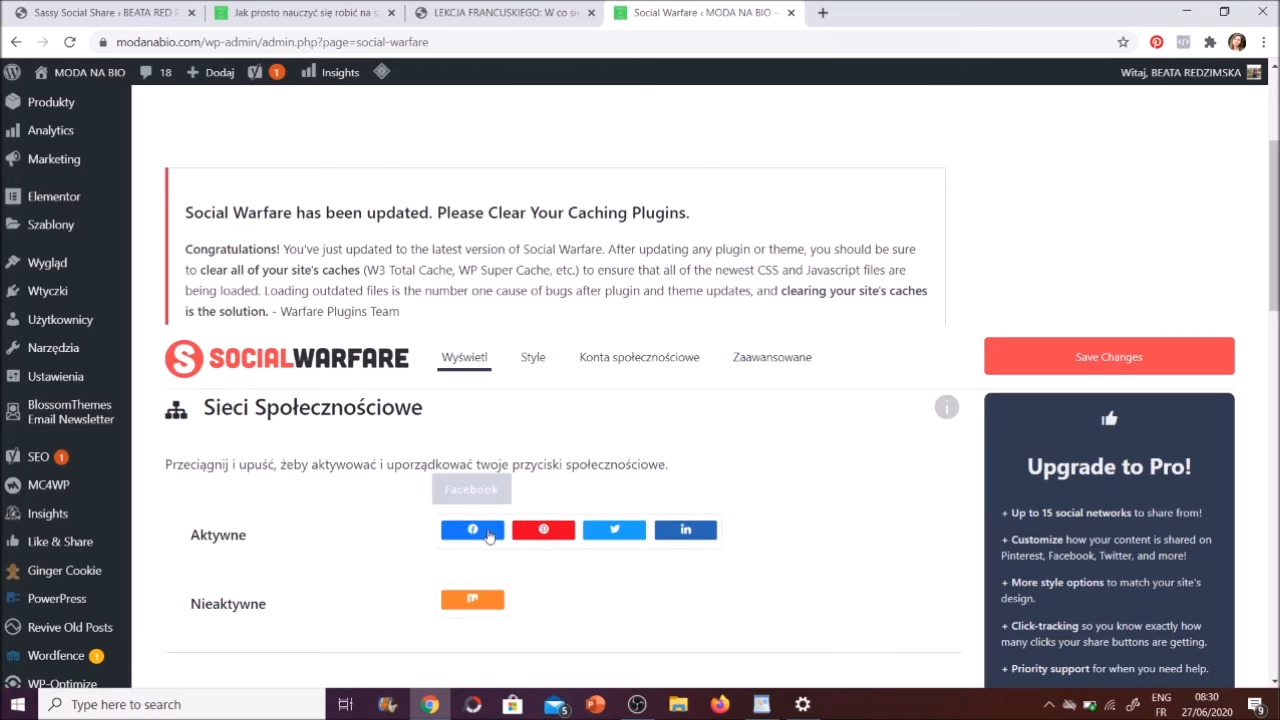 Sassy Social Share ‹ BEATA RED P
Jak prosto nauczyć się robić na s
LEKCJA FRANCUSKIEGO: W co się
Social Warfare ‹ MODA NA BIO –
modanabio.com/wp-admin/admin.php?page=social-warfare
MODA NA BIO
18
Dodaj
1
Insights
Witaj, BEATA REDZIMSKA
Produkty
Analytics
Marketing
Elementor
Szablony
Wygląd
Wtyczki
Użytkownicy
Narzędzia
Ustawienia
BlossomThemes
Email Newsletter
SEO 1
MC4WP
Insights
Like & Share
Ginger Cookie
PowerPress
Revive Old Posts
Wordfence 1
WP-Optimize
Social Warfare has been updated. Please Clear Your Caching Plugins.
Congratulations! You've just updated to the latest version of Social Warfare. After updating any plugin or theme, you should be sure
to clear all of your site's caches (W3 Total Cache, WP Super Cache, etc.) to ensure that all of the newest CSS and Javascript files are
being loaded. Loading outdated files is the number one cause of bugs after plugin and theme updates, and clearing your site's caches
is the solution. - Warfare Plugins Team
SOCIALWARFARE
Wyświetl
Style
Konta społecznościowe
Zaawansowane
Save Changes
Sieci Społecznościowe
Przeciągnij i upuść, żeby aktywować i uporządkować twoje przyciski społecznościowe.
Facebook
Aktywne
Nieaktywne
Upgrade to Pro!
+ Up to 15 social networks to share from!
+ Customize how your content is shared on
Pinterest, Facebook, Twitter, and more!
+ More style options to match your site's
design.
+ Click-tracking so you know exactly how
many clicks your share buttons are getting.
+ Priority support for when you need help.
Type here to search
5
ENG
FR
08:30
27/06/2020
9